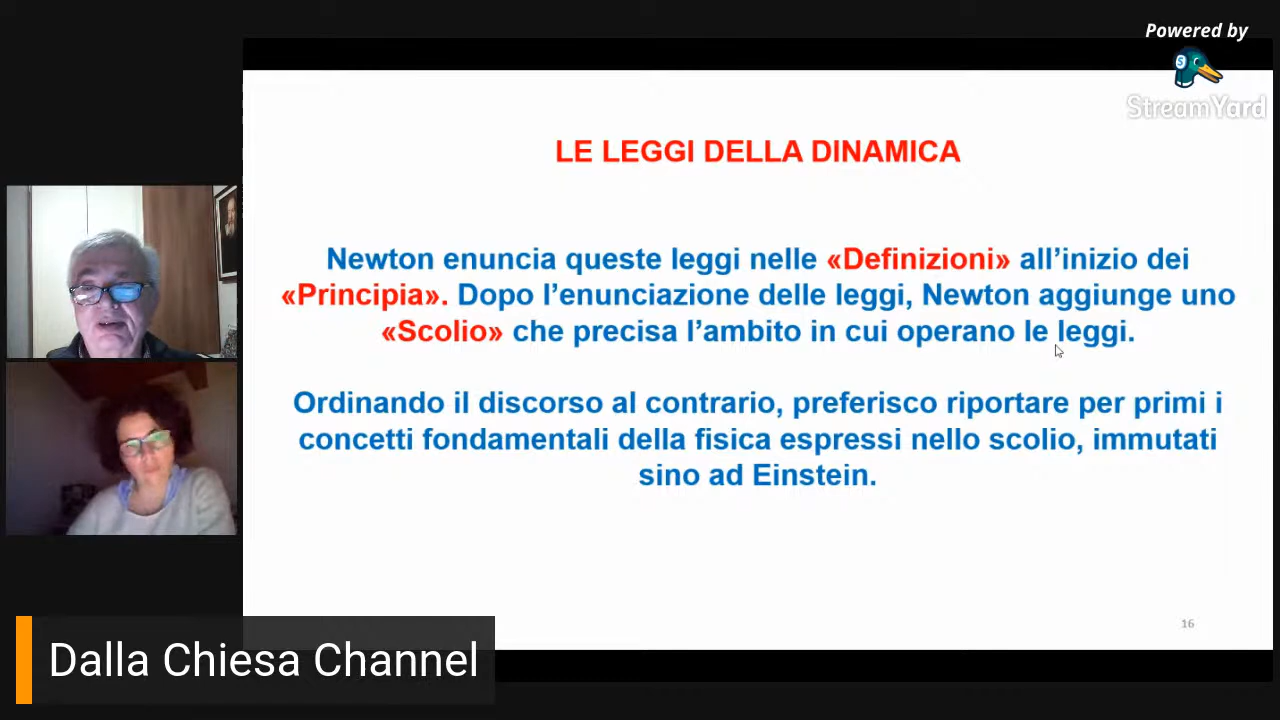 Powered by
StreamYard
LE LEGGI DELLA DINAMICA
Newton enuncia queste leggi nelle «Definizioni» all’inizio dei
«Principia». Dopo l’enunciazione delle leggi, Newton aggiunge uno
«Scolio» che precisa l’ambito in cui operano le leggi.
Ordinando il discorso al contrario, preferisco riportare per primi i
concetti fondamentali della fisica espressi nello scolio, immutati
sino ad Einstein.
16
Dalla Chiesa Channel